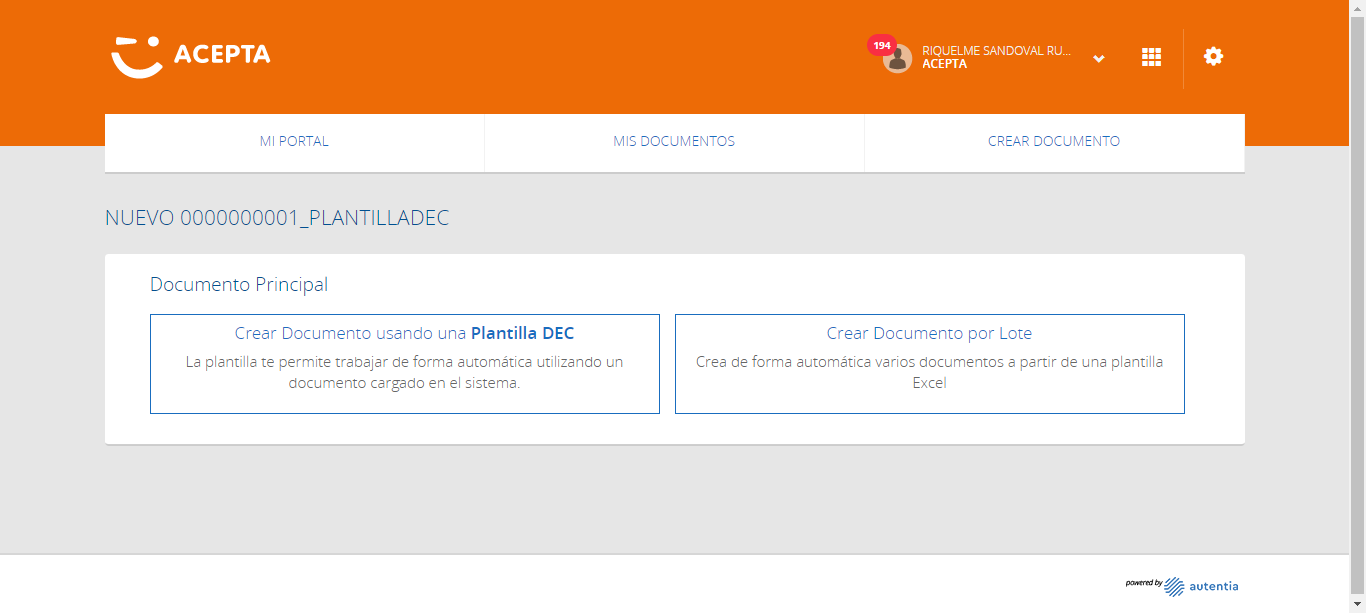 ACEPTA
194
RIQUELME SANDOVAL RU...
ACEPTA
MI PORTAL
MIS DOCUMENTOS
CREAR DOCUMENTO
NUEVO 0000000001_PLANTILLADEC
Documento Principal
Crear Documento usando una Plantilla DEC
La plantilla te permite trabajar de forma automática utilizando un
documento cargado en el sistema.
Crear Documento por Lote
Crea de forma automática varios documentos a partir de una plantilla
Excel
powered by autentia